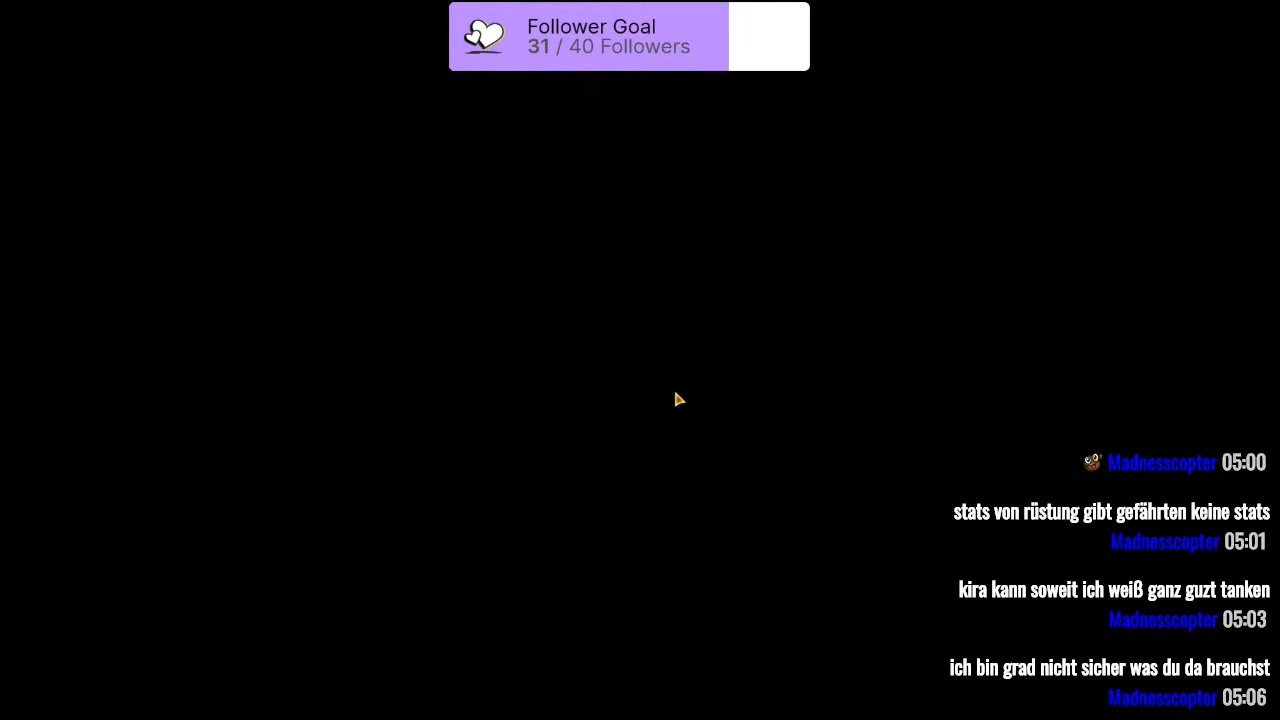 Follower Goal
31 / 40 Followers
Madnesscopter 05:00
stats von rüstung gibt gefährten keine stats
Madnesscopter 05:01
kira kann soweit ich weiß ganz guzt tanken
Madnesscopter 05:03
ich bin grad nicht sicher was du da brauchst
Madnesscopter 05:06